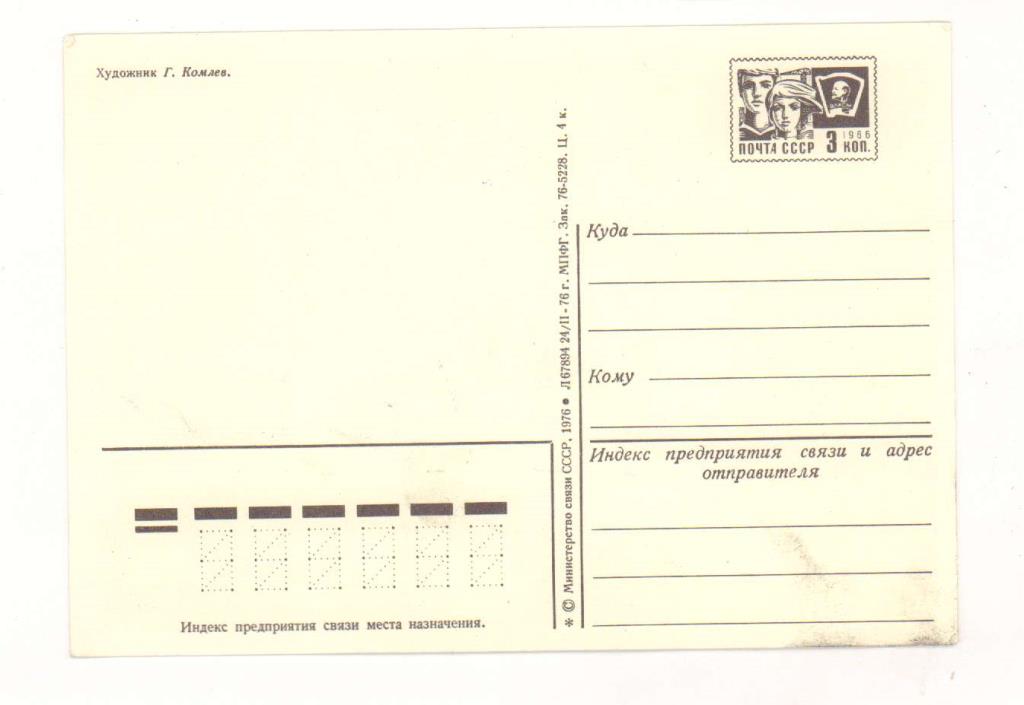 Художник Г. Комлев.
1966
ПОЧТА СССР 3 КОП.
* © Министерство связи СССР, 1976 ● Л 67894 24/II - 76 г. МПФГ. Зак. 76-5228. Ц. 4 к.
Куда
Кому
Индекс предприятия связи и адрес
отправителя
Индекс предприятия связи места назначения.